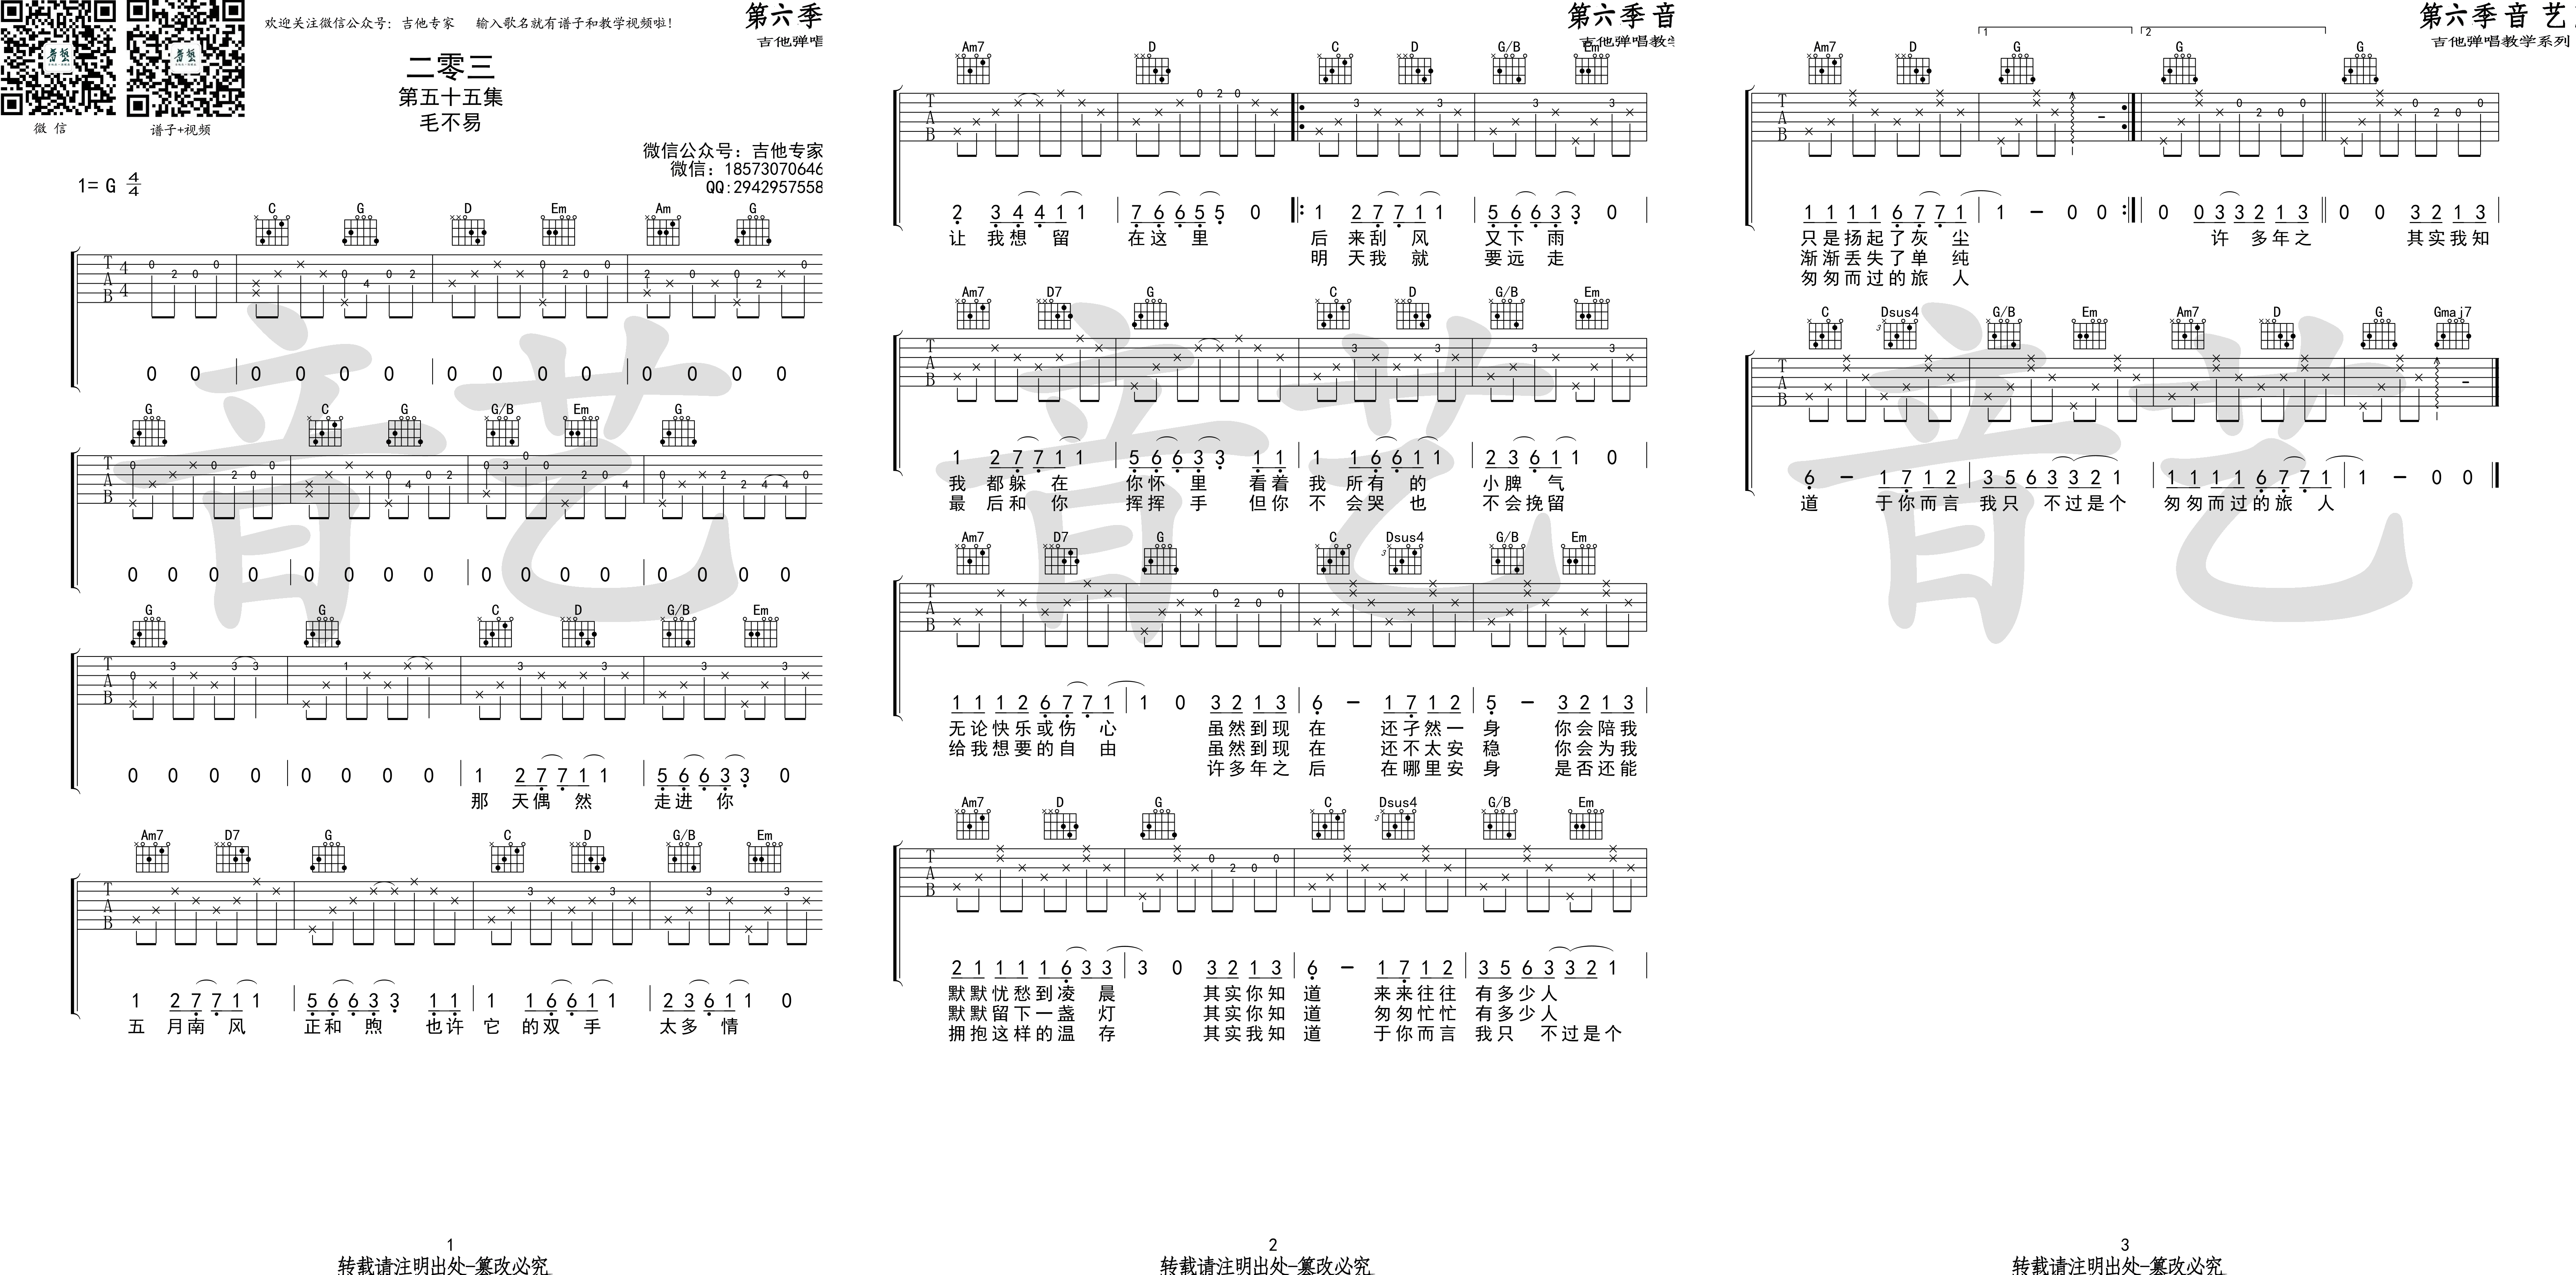 欢迎关注微信公众号：吉他专家 输入歌名就有谱子和教学视频啦！
第六季
吉他弹唱
二零三
第五十五集
毛不易
微信
谱子+视频
微信公众号：吉他专家
微信：18573070646
QQ:2942957558
1= G 4/4
C G D Em Am G
0 0 0 0 0 0 0 0 0 0 0 0 0 0
G C G G/B Em G
0 0 0 0 0 0 0 0 0 0 0 0 0 0 0 0
G G C D G/B Em
0 0 0 0 0 0 0 0 1 2 7 7 1 1 5 6 6 3 3 0
那 天偶 然 走进 你
Am7 D7 G C D G/B Em
1 2 7 7 1 1 5 6 6 3 3 1 1 1 1 6 6 1 1 2 3 6 1 1 0
五 月南 风 正和 煦 也许 它 的双 手 太多 情
1
转载请注明出处-篡改必究
第六季音
吉他弹唱教学
Am7 D C D G/B Em
2 3 4 4 1 1 7 6 6 5 5 0 1 2 7 7 1 1 5 6 6 3 3 0
让 我想 留 在这 里 后 来刮 风 又下 雨
明 天我 就 要远 走
Am7 D7 G C D G/B Em
1 2 7 7 1 1 5 6 6 3 3 1 1 1 1 6 6 1 1 2 3 6 1 1 0
我 都躲 在 你怀 里 看着 我 所有 的 小脾 气
最 后和 你 挥挥 手 但你 不 会哭 也 不会挽留
Am7 D7 G C Dsus4 G/B Em
1 1 1 2 6 7 7 1 1 0 3 2 1 3 6 - 1 7 1 2 5 - 3 2 1 3
无论快乐或伤 心 虽然到现 在 还孑然一 身 你会陪我
给我想要的自 由 虽然到现 在 还不太安 稳 你会为我
许多年之 后 在哪里安 身 是否还能
Am7 D G C Dsus4 G/B Em
2 1 1 1 1 6 3 3 3 0 3 2 1 3 6 - 1 7 1 2 3 5 6 3 3 2 1
默默忧愁到凌 晨 其实你知 道 来来往往 有多少人
默默留下一盏 灯 其实你知 道 匆匆忙忙 有多少人
拥抱这样的温 存 其实我知 道 于你而言 我只 不过是个
2
转载请注明出处-篡改必究
第六季音 艺
吉他弹唱教学系列
Am7 D G G G
1 1 1 1 6 7 7 1 1 - 0 0 0 0 3 3 2 1 3 0 0 3 2 1 3
只是扬起了灰 尘 许 多年之 其实我知
渐渐丢失了单 纯
匆匆而过的旅 人
C Dsus4 G/B Em Am7 D G Gmaj7
6 - 1 7 1 2 3 5 6 3 3 2 1 1 1 1 1 6 7 7 1 1 - 0 0
道 于你而言 我只 不过是个 匆匆而过的旅 人
3
转载请注明出处-篡改必究
音艺
音艺
音艺